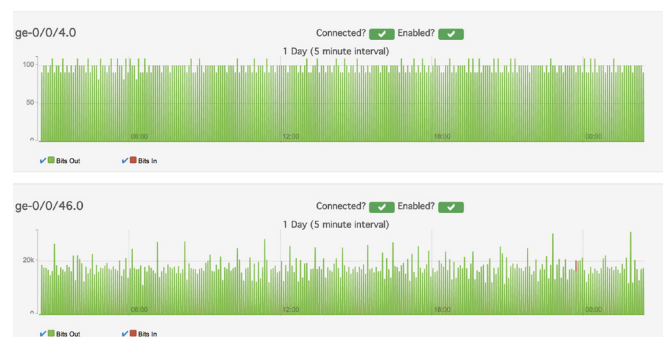 ge-0/0/4.0
Connected? Enabled?
1 Day (5 minute interval)
100
50
0
06:00 12:00 18:00 00:00
Bits Out Bits In
ge-0/0/46.0
Connected? Enabled?
1 Day (5 minute interval)
20k
0
06:00 12:00 18:00 00:00
Bits Out Bits In